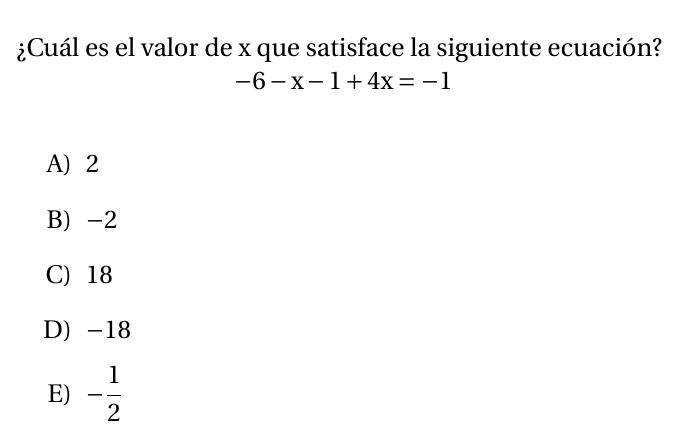 ¿Cuál es el valor de x que satisface la siguiente ecuación?
−6 − x − 1 + 4x = −1
A) 2
B) −2
C) 18
D) −18
E) −1/2